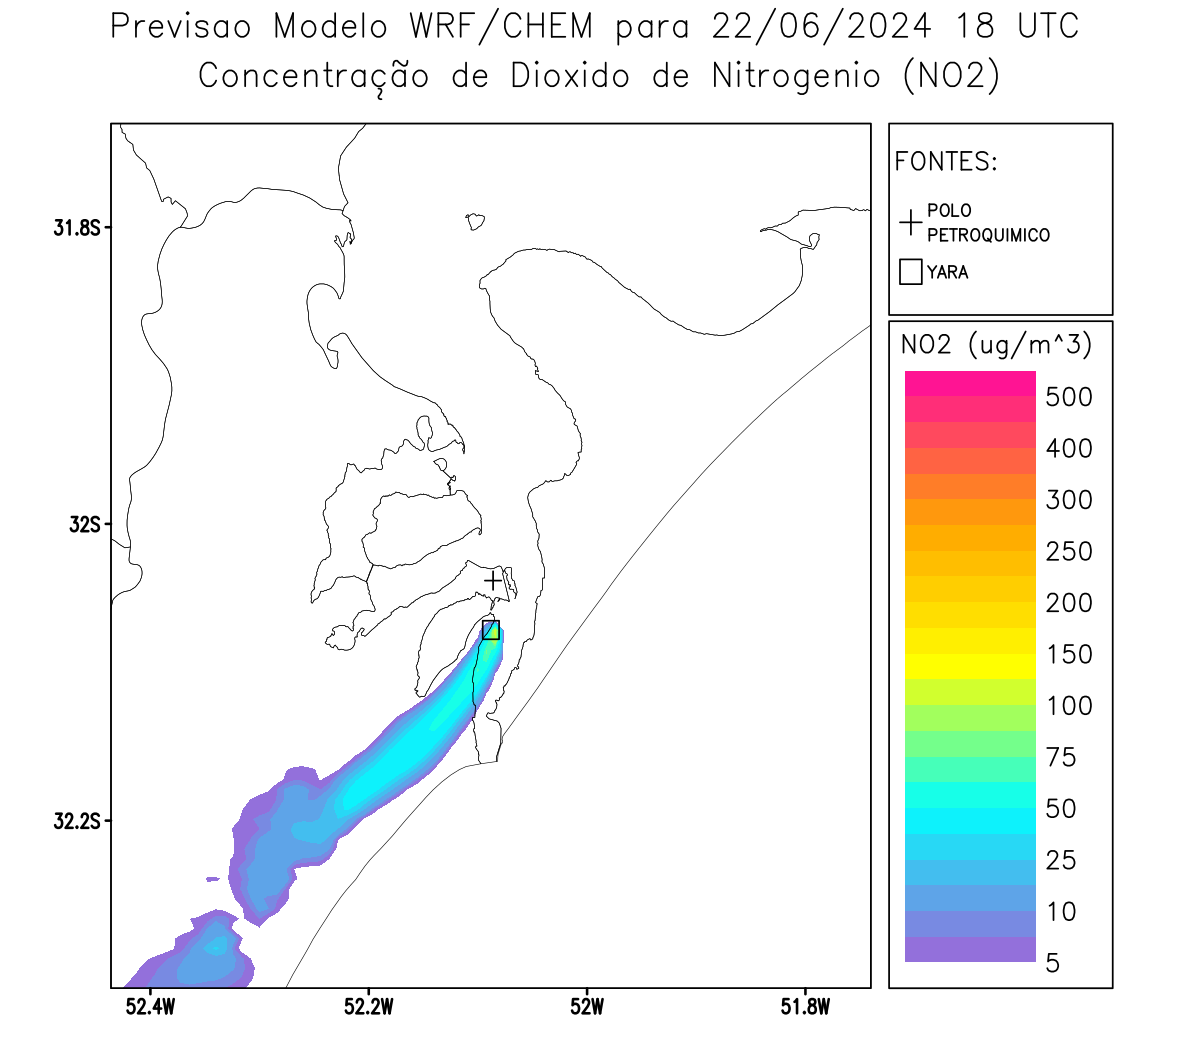 Previsao Modelo WRF/CHEM para 22/06/2024 18 UTC
Concentração de Dioxido de Nitrogenio (NO2)
FONTES:
POLO
PETROQUIMICO
YARA
NO2 (ug/m^3)
500
400
300
250
200
150
100
75
50
25
10
5
31.8S
32S
32.2S
52.4W
52.2W
52W
51.8W